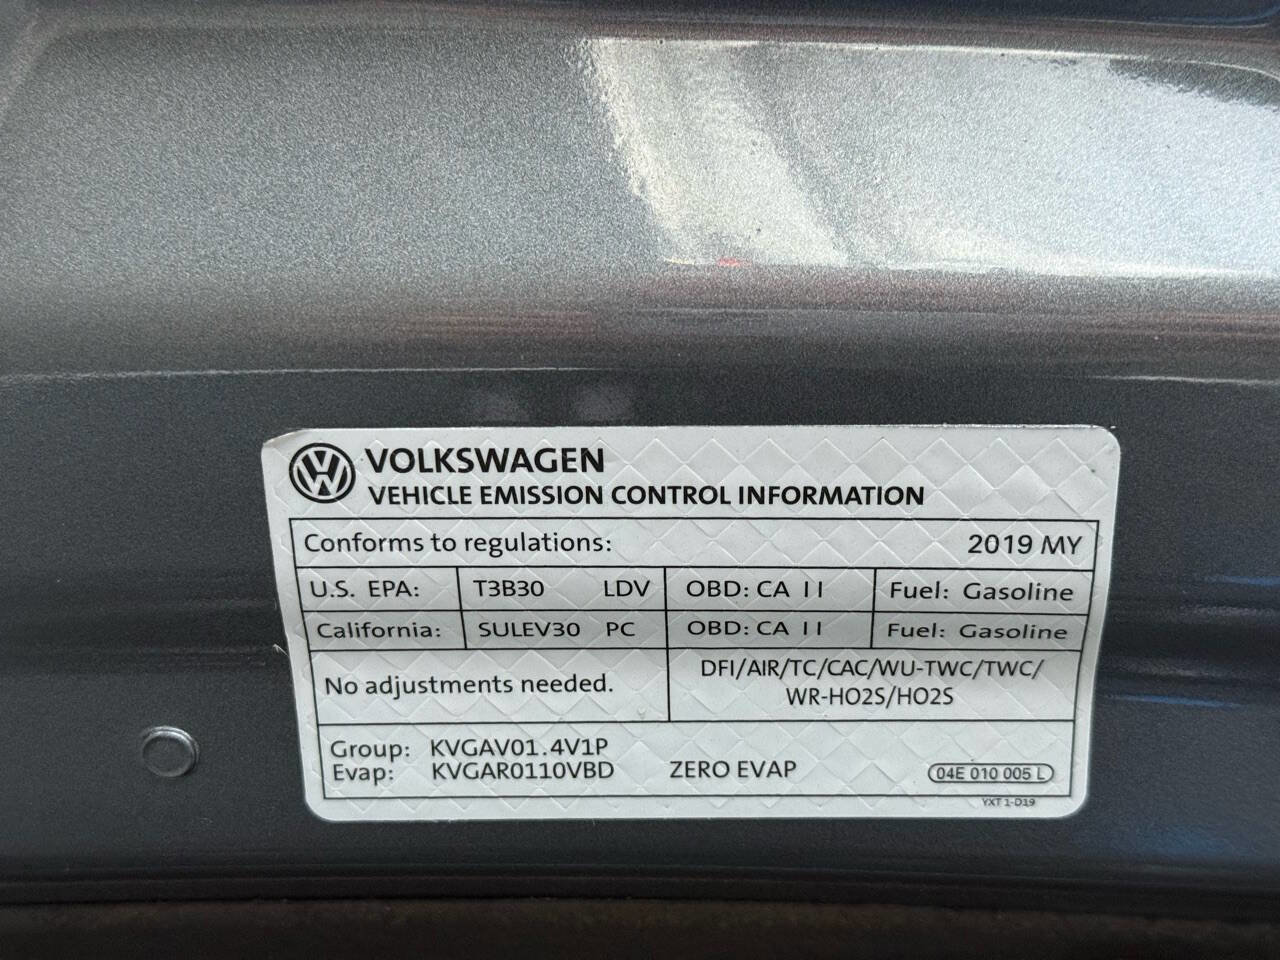 VOLKSWAGEN
VEHICLE EMISSION CONTROL INFORMATION
Conforms to regulations: 2019 MY
U.S. EPA: T3B30 LDV OBD: CA II Fuel: Gasoline
California: SULEV30 PC OBD: CA II Fuel: Gasoline
No adjustments needed.
DFI/AIR/TC/CAC/WU-TWC/TWC/
WR-HO2S/HO2S
Group: KVGAV01.4V1P
Evap: KVGAR0110VBD ZERO EVAP 04E 010 005 L
YXT 1-D19